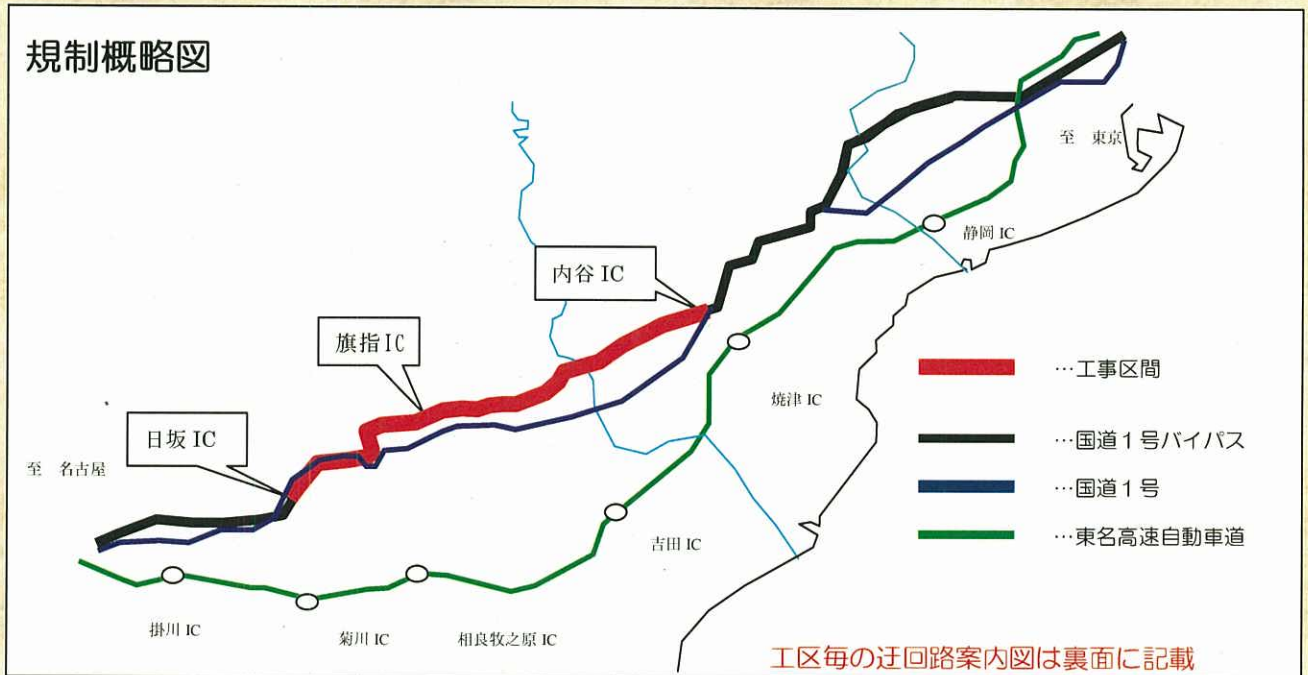 規制概略図
至 東京
静岡 IC
内谷 IC
旗指IC
焼津 IC
日坂 IC
至 名古屋
吉田 IC
掛川 IC
菊川 IC
相良牧之原 IC
…工事区間
…国道1号バイパス
…国道1号
…東名高速自動車道
工区毎の迂回路案内図は裏面に記載